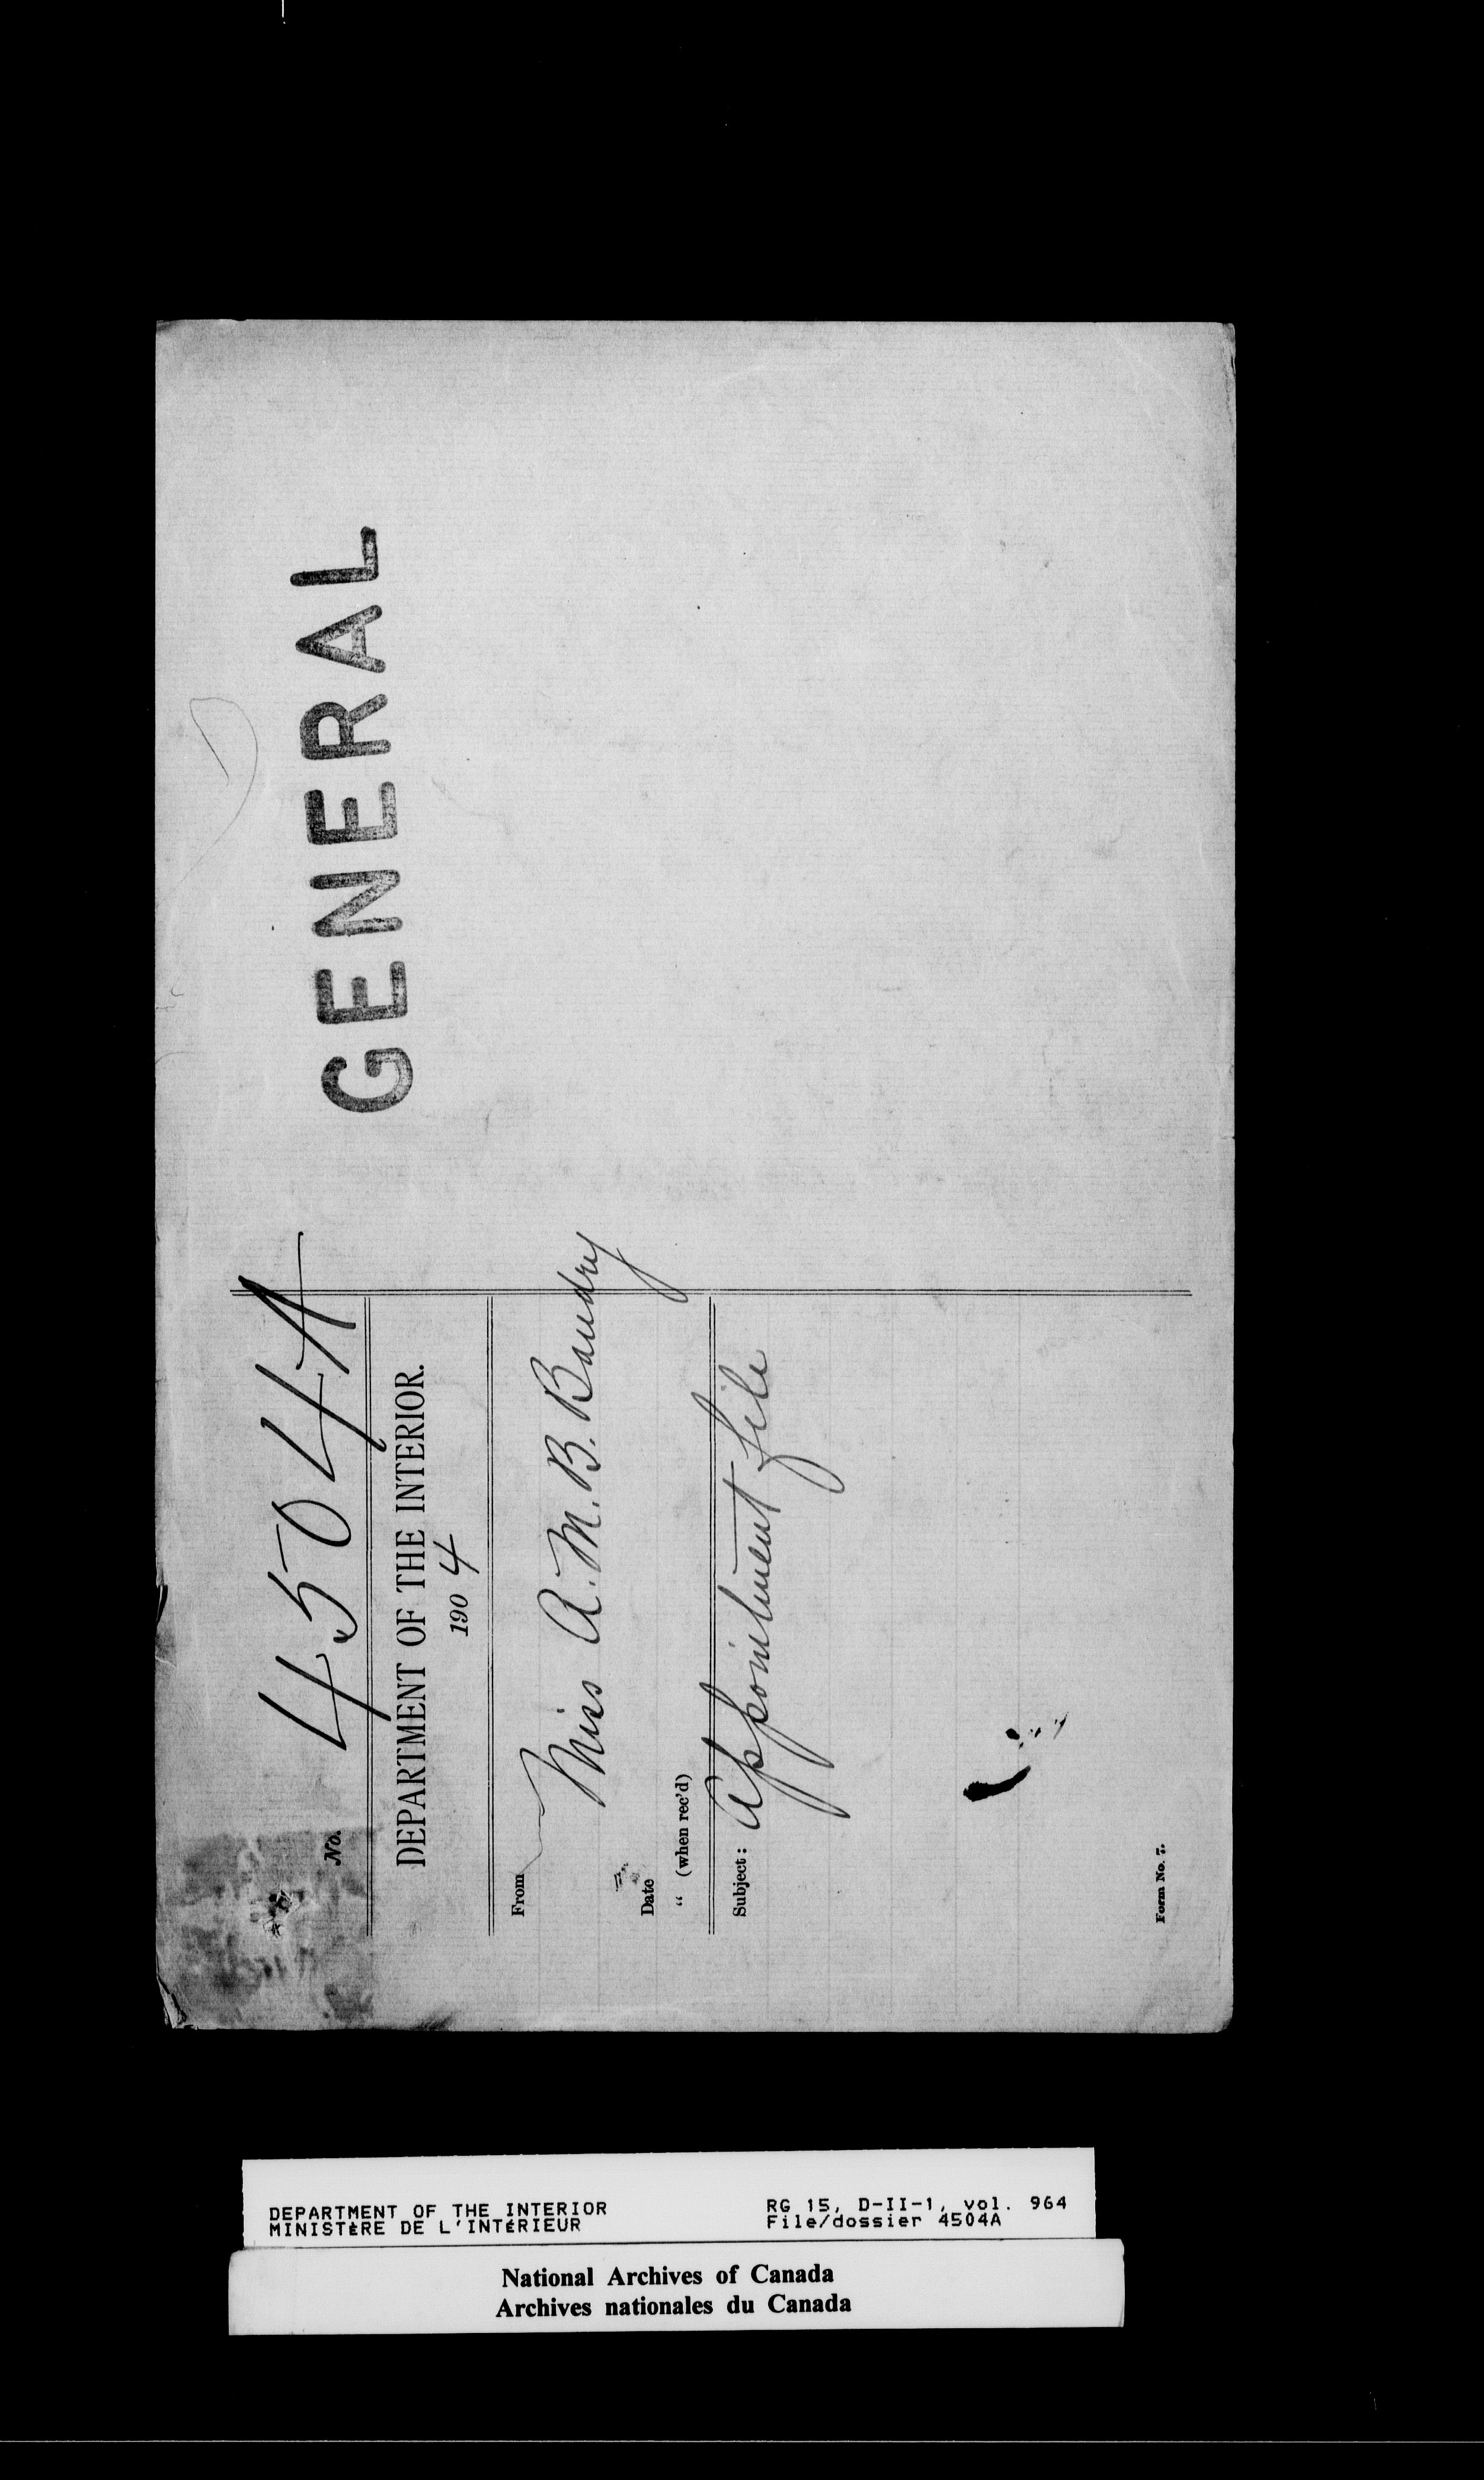 GENERAL
No. 4504A
DEPARTMENT OF THE INTERIOR.
190 4
From Miss A. M. B. Baudry
Date
" (when rec'd)
Subject: Appointment file
Form No. 7.
DEPARTMENT OF THE INTERIOR
MINISTÈRE DE L'INTÉRIEUR
RG 15, D-II-1, vol. 964
File/dossier 4504A
National Archives of Canada
Archives nationales du Canada